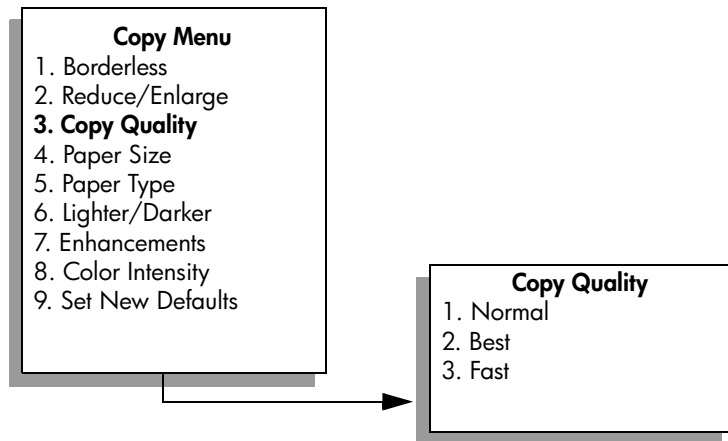 Copy Menu
1. Borderless
2. Reduce/Enlarge
3. Copy Quality
4. Paper Size
5. Paper Type
6. Lighter/Darker
7. Enhancements
8. Color Intensity
9. Set New Defaults
Copy Quality
1. Normal
2. Best
3. Fast